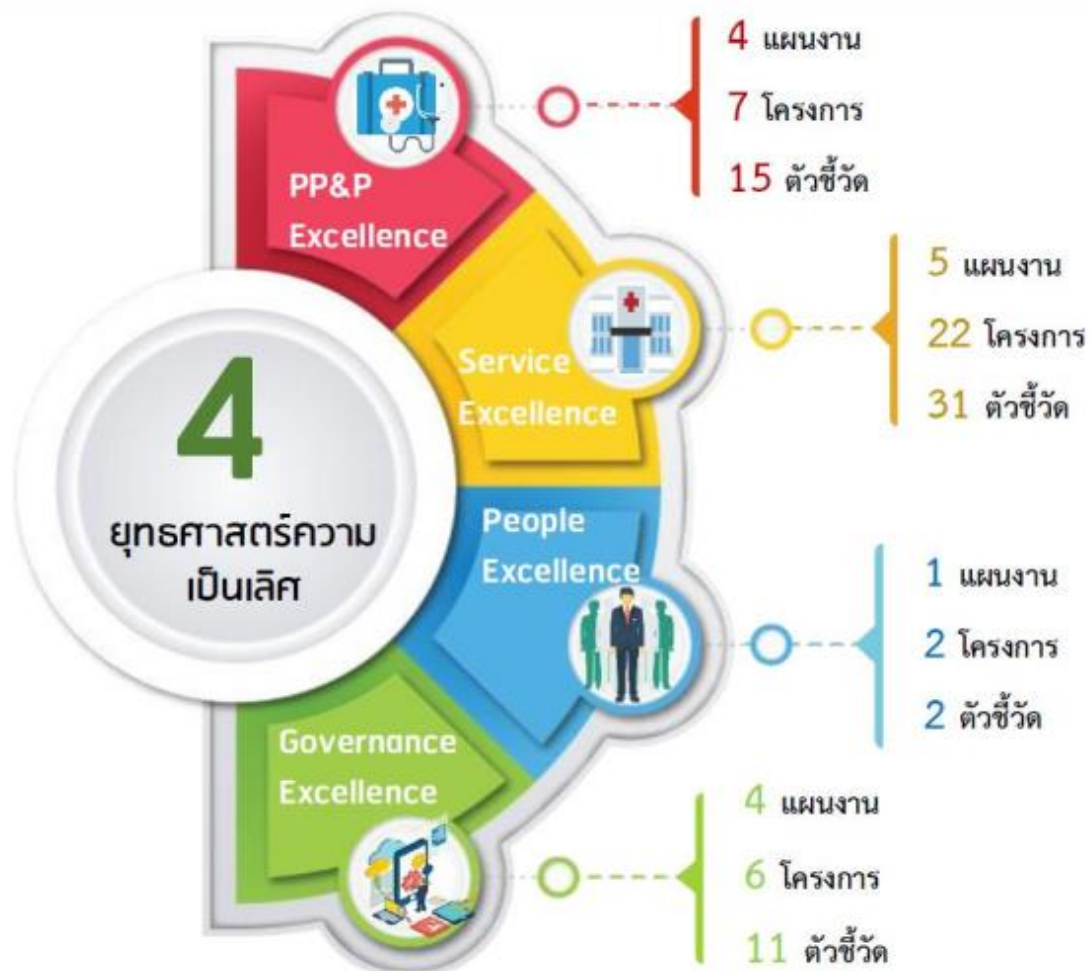 4
ยุทธศาสตร์ความ
เป็นเลิศ
PP&P
Excellence
4 แผนงาน
7 โครงการ
15 ตัวชี้วัด
Service
Excellence
5 แผนงาน
22 โครงการ
31 ตัวชี้วัด
People
Excellence
1 แผนงาน
2 โครงการ
2 ตัวชี้วัด
Governance
Excellence
4 แผนงาน
6 โครงการ
11 ตัวชี้วัด